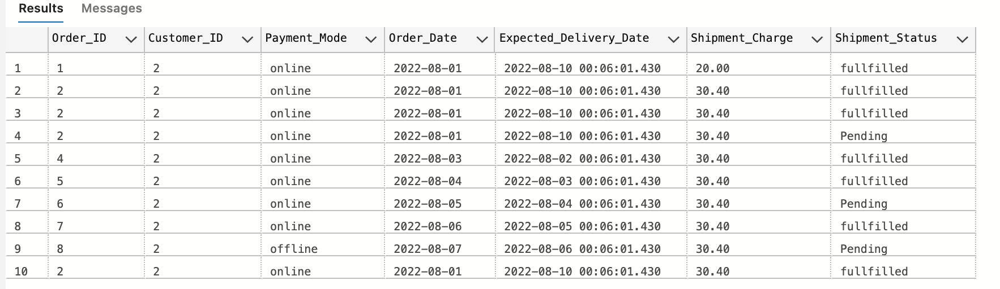 Results Messages
Order_ID Customer_ID Payment_Mode Order_Date Expected_Delivery_Date Shipment_Charge Shipment_Status
1 1 2 online 2022-08-01 2022-08-10 00:06:01.430 20.00 fullfilled
2 2 2 online 2022-08-01 2022-08-10 00:06:01.430 30.40 fullfilled
3 2 2 online 2022-08-01 2022-08-10 00:06:01.430 30.40 fullfilled
4 2 2 online 2022-08-01 2022-08-10 00:06:01.430 30.40 Pending
5 4 2 online 2022-08-03 2022-08-02 00:06:01.430 30.40 fullfilled
6 5 2 online 2022-08-04 2022-08-03 00:06:01.430 30.40 fullfilled
7 6 2 online 2022-08-05 2022-08-04 00:06:01.430 30.40 Pending
8 7 2 online 2022-08-06 2022-08-05 00:06:01.430 30.40 fullfilled
9 8 2 offline 2022-08-07 2022-08-06 00:06:01.430 30.40 Pending
10 2 2 online 2022-08-01 2022-08-10 00:06:01.430 30.40 fullfilled